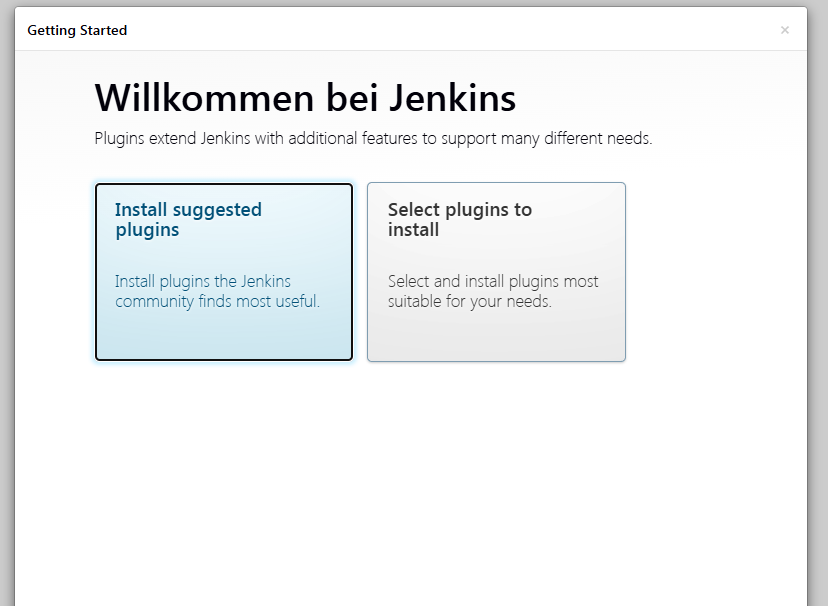 Getting Started
×
Willkommen bei Jenkins
Plugins extend Jenkins with additional features to support many different needs.
Install suggested
plugins
Install plugins the Jenkins
community finds most useful.
Select plugins to
install
Select and install plugins most
suitable for your needs.